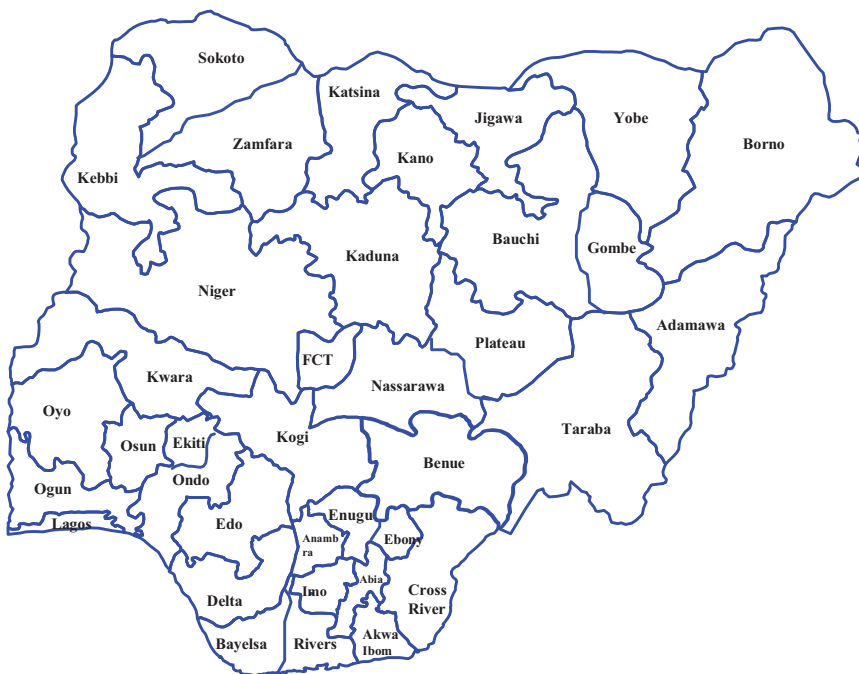 Sokoto
Katsina
Jigawa
Yobe
Borno
Zamfara
Kano
Kebbi
Bauchi
Gombe
Kaduna
Niger
Adamawa
Plateau
FCT
Kwara
Nassarawa
Oyo
Taraba
Osun
Ekiti
Kogi
Benue
Ondo
Ogun
Enugu
Lagos
Edo
Anamb
ra
Ebony
Abia
Imo
Cross
River
Delta
Akwa
Ibom
Bayelsa
Rivers